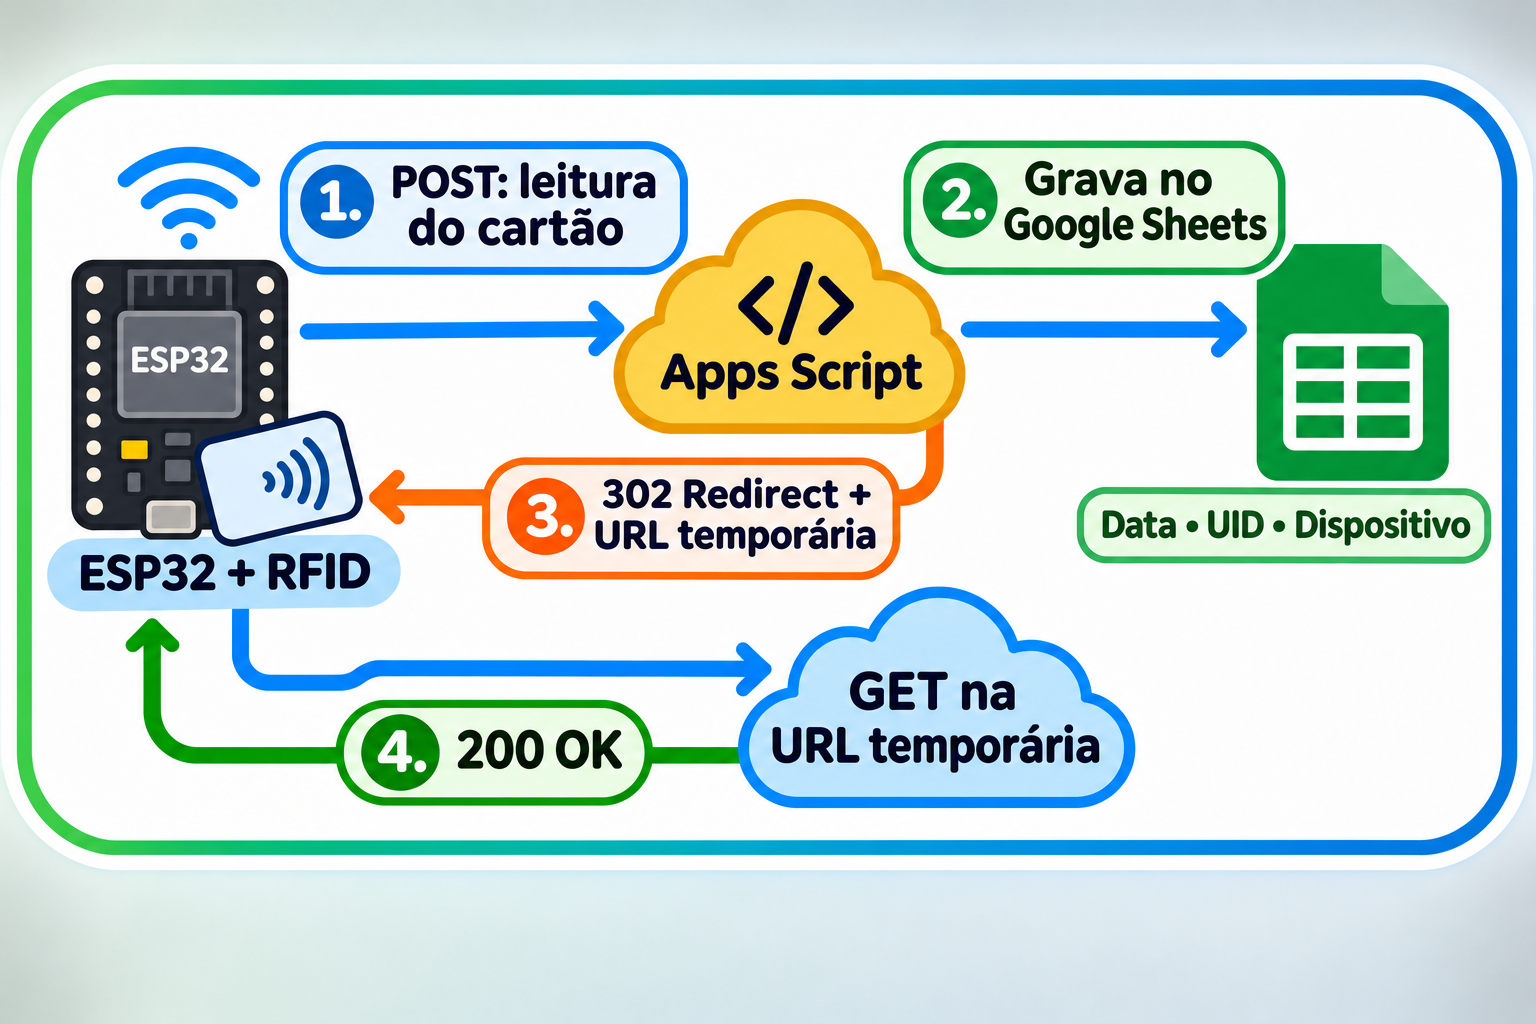 1. POST: leitura
do cartão
2. Grava no
Google Sheets
ESP32
</>
Apps Script
3. 302 Redirect +
URL temporária
Data • UID • Dispositivo
ESP32 + RFID
GET na
URL temporária
4. 200 OK